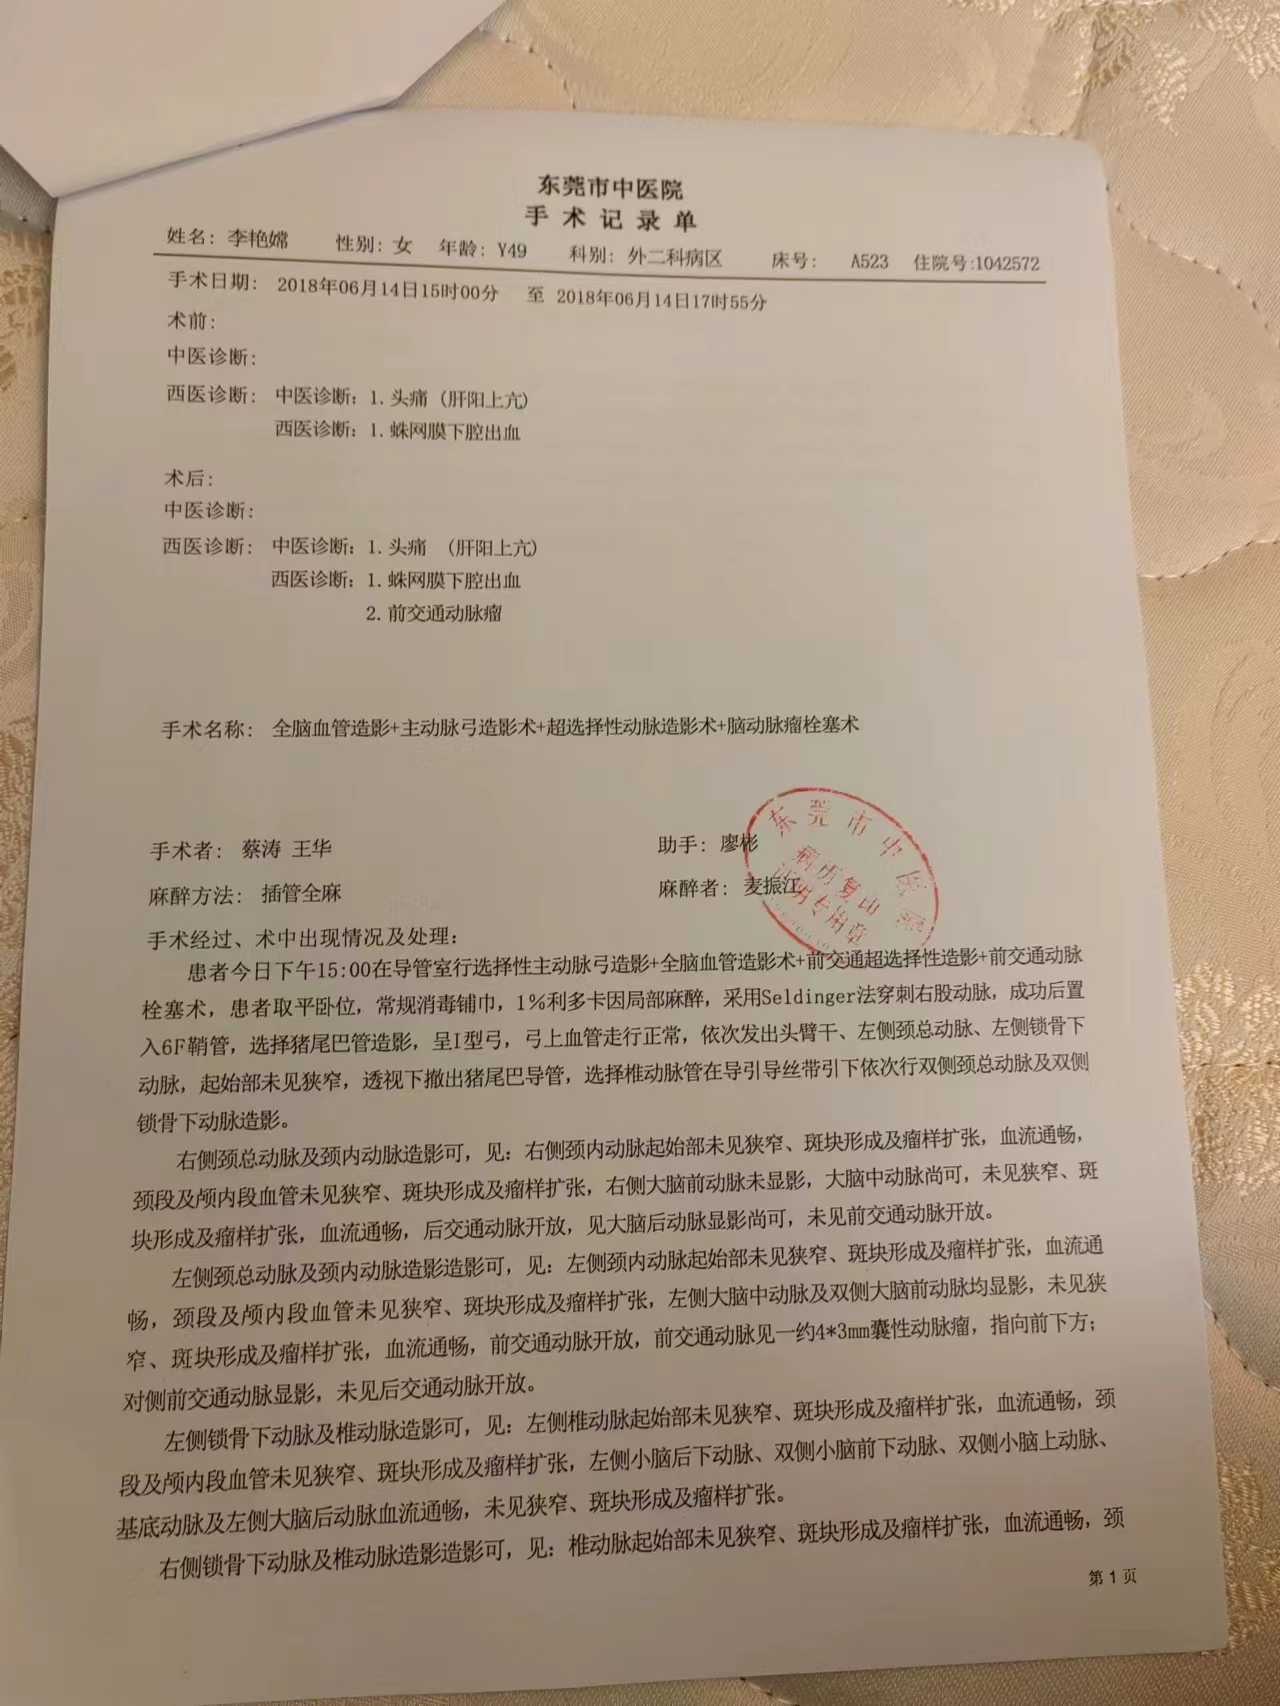 东莞市中医院
手术记录单
姓名: 李艳嫦 性别: 女 年龄: Y49 科别: 外二科病区 床号: A523 住院号:1042572
手术日期: 2018年06月14日15时00分 至 2018年06月14日17时55分
术前:
中医诊断:
西医诊断: 中医诊断: 1.头痛 (肝阳上亢)
西医诊断: 1.蛛网膜下腔出血
术后:
中医诊断:
西医诊断: 中医诊断: 1.头痛 (肝阳上亢)
西医诊断: 1.蛛网膜下腔出血
2.前交通动脉瘤
手术名称: 全脑血管造影+主动脉弓造影术+超选择性动脉造影术+脑动脉瘤栓塞术
手术者: 蔡涛 王华 助手: 廖彬
麻醉方法: 插管全麻 麻醉者: 麦振江
东莞市中医院
病历复印
证明专用章
手术经过、术中出现情况及处理:
患者今日下午15:00在导管室行选择性主动脉弓造影+全脑血管造影术+前交通超选择性造影+前交通动脉
栓塞术，患者取平卧位，常规消毒铺巾，1%利多卡因局部麻醉，采用Seldinger法穿刺右股动脉，成功后置
入6F鞘管，选择猪尾巴管造影，呈I型弓，弓上血管走行正常，依次发出头臂干、左侧颈总动脉、左侧锁骨下
动脉，起始部未见狭窄，透视下撤出猪尾巴导管，选择椎动脉管在导引导丝带引下依次行双侧颈总动脉及双侧
锁骨下动脉造影。
右侧颈总动脉及颈内动脉造影可，见：右侧颈内动脉起始部未见狭窄、斑块形成及瘤样扩张，血流通畅，
颈段及颅内段血管未见狭窄、斑块形成及瘤样扩张，右侧大脑前动脉未显影，大脑中动脉尚可，未见狭窄、斑
块形成及瘤样扩张，血流通畅，后交通动脉开放，见大脑后动脉显影尚可，未见前交通动脉开放。
左侧颈总动脉及颈内动脉造影造影可，见：左侧颈内动脉起始部未见狭窄、斑块形成及瘤样扩张，血流通
畅，颈段及颅内段血管未见狭窄、斑块形成及瘤样扩张，左侧大脑中动脉及双侧大脑前动脉均显影，未见狭
窄、斑块形成及瘤样扩张，血流通畅，前交通动脉开放，前交通动脉见一约4*3mm囊性动脉瘤，指向前下方；
对侧前交通动脉显影，未见后交通动脉开放。
左侧锁骨下动脉及椎动脉造影可，见：左侧椎动脉起始部未见狭窄、斑块形成及瘤样扩张，血流通畅，颈
段及颅内段血管未见狭窄、斑块形成及瘤样扩张，左侧小脑后下动脉、双侧小脑前下动脉、双侧小脑上动脉、
基底动脉及左侧大脑后动脉血流通畅，未见狭窄、斑块形成及瘤样扩张。
右侧锁骨下动脉及椎动脉造影造影可，见：椎动脉起始部未见狭窄、斑块形成及瘤样扩张，血流通畅，颈
第 1 页